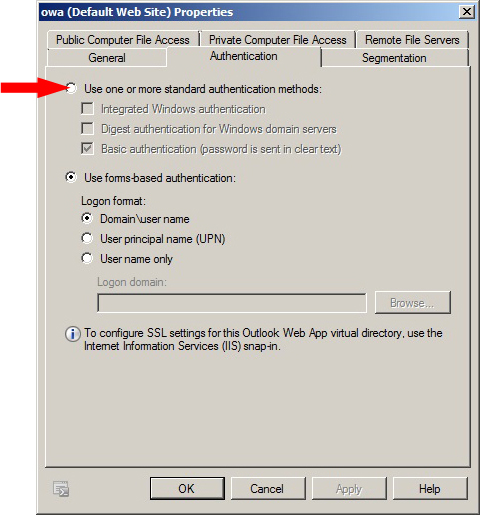 owa (Default Web Site) Properties
Public Computer File Access
Private Computer File Access
Remote File Servers
General
Authentication
Segmentation
Use one or more standard authentication methods:
Integrated Windows authentication
Digest authentication for Windows domain servers
Basic authentication (password is sent in clear text)
Use forms-based authentication:
Logon format:
Domain\user name
User principal name (UPN)
User name only
Logon domain:
Browse...
To configure SSL settings for this Outlook Web App virtual directory, use the
Internet Information Services (IIS) snap-in.
OK
Cancel
Apply
Help